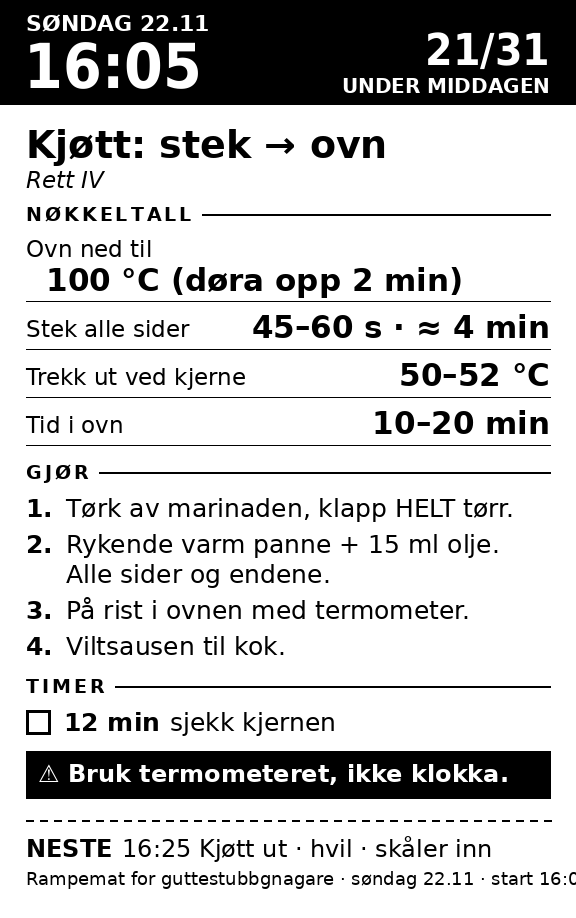 SØNDAG 22.11
16:05
21/31
UNDER MIDDAGEN
Kjøtt: stek → ovn
Rett IV
NØKKELTALL
Ovn ned til
100 °C (døra opp 2 min)
Stek alle sider 45–60 s · ≈ 4 min
Trekk ut ved kjerne 50–52 °C
Tid i ovn 10–20 min
GJØR
1. Tørk av marinaden, klapp HELT tørr.
2. Rykende varm panne + 15 ml olje.
Alle sider og endene.
3. På rist i ovnen med termometer.
4. Viltsausen til kok.
TIMER
☐ 12 min sjekk kjernen
⚠ Bruk termometeret, ikke klokka.
NESTE 16:25 Kjøtt ut · hvil · skåler inn
Rampemat for guttestubbgnagare · søndag 22.11 · start